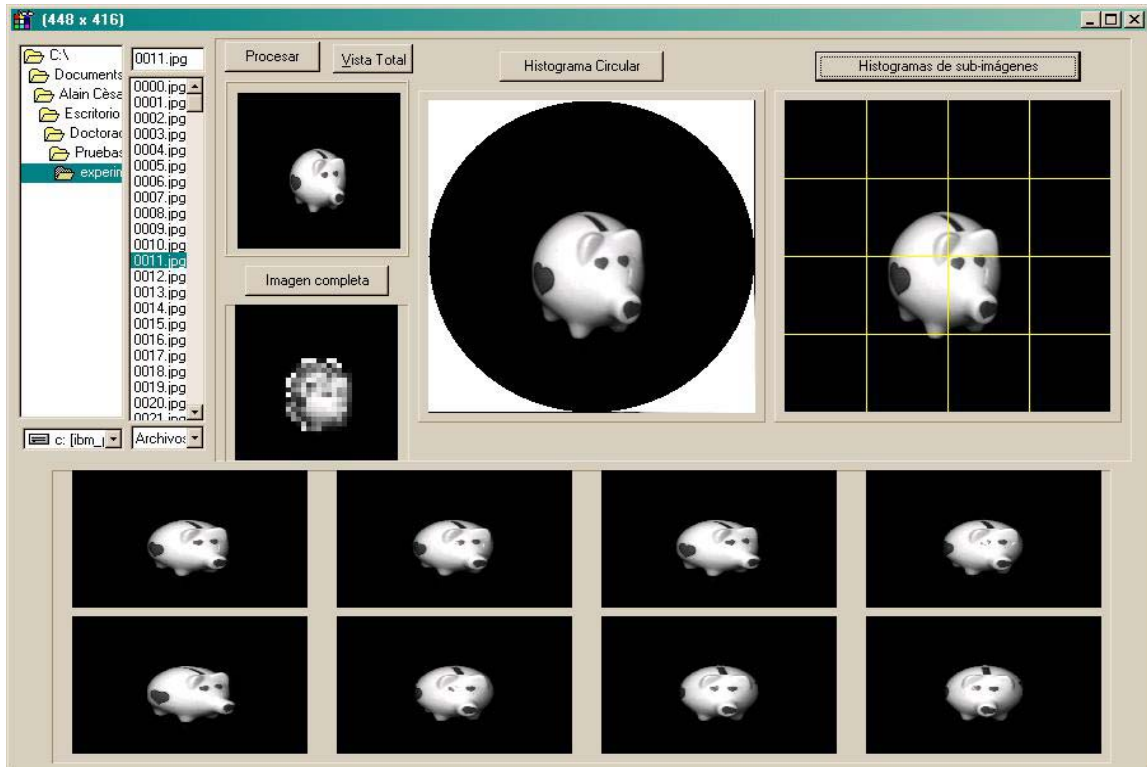 (448 x 416)
C:\
Documents
Alain Cèsa
Escritorio
Doctorad
Pruebas
experin
0011.jpg
0000.jpg
0001.jpg
0002.jpg
0003.jpg
0004.jpg
0005.jpg
0006.jpg
0007.jpg
0008.jpg
0009.jpg
0010.jpg
0011.jpg
0012.jpg
0013.jpg
0014.jpg
0015.jpg
0016.jpg
0017.jpg
0018.jpg
0019.jpg
0020.jpg
0021.jpg
c: [ibm_
Archivos
Procesar
Vista Total
Imagen completa
Histograma Circular
Histogramas de sub-imágenes